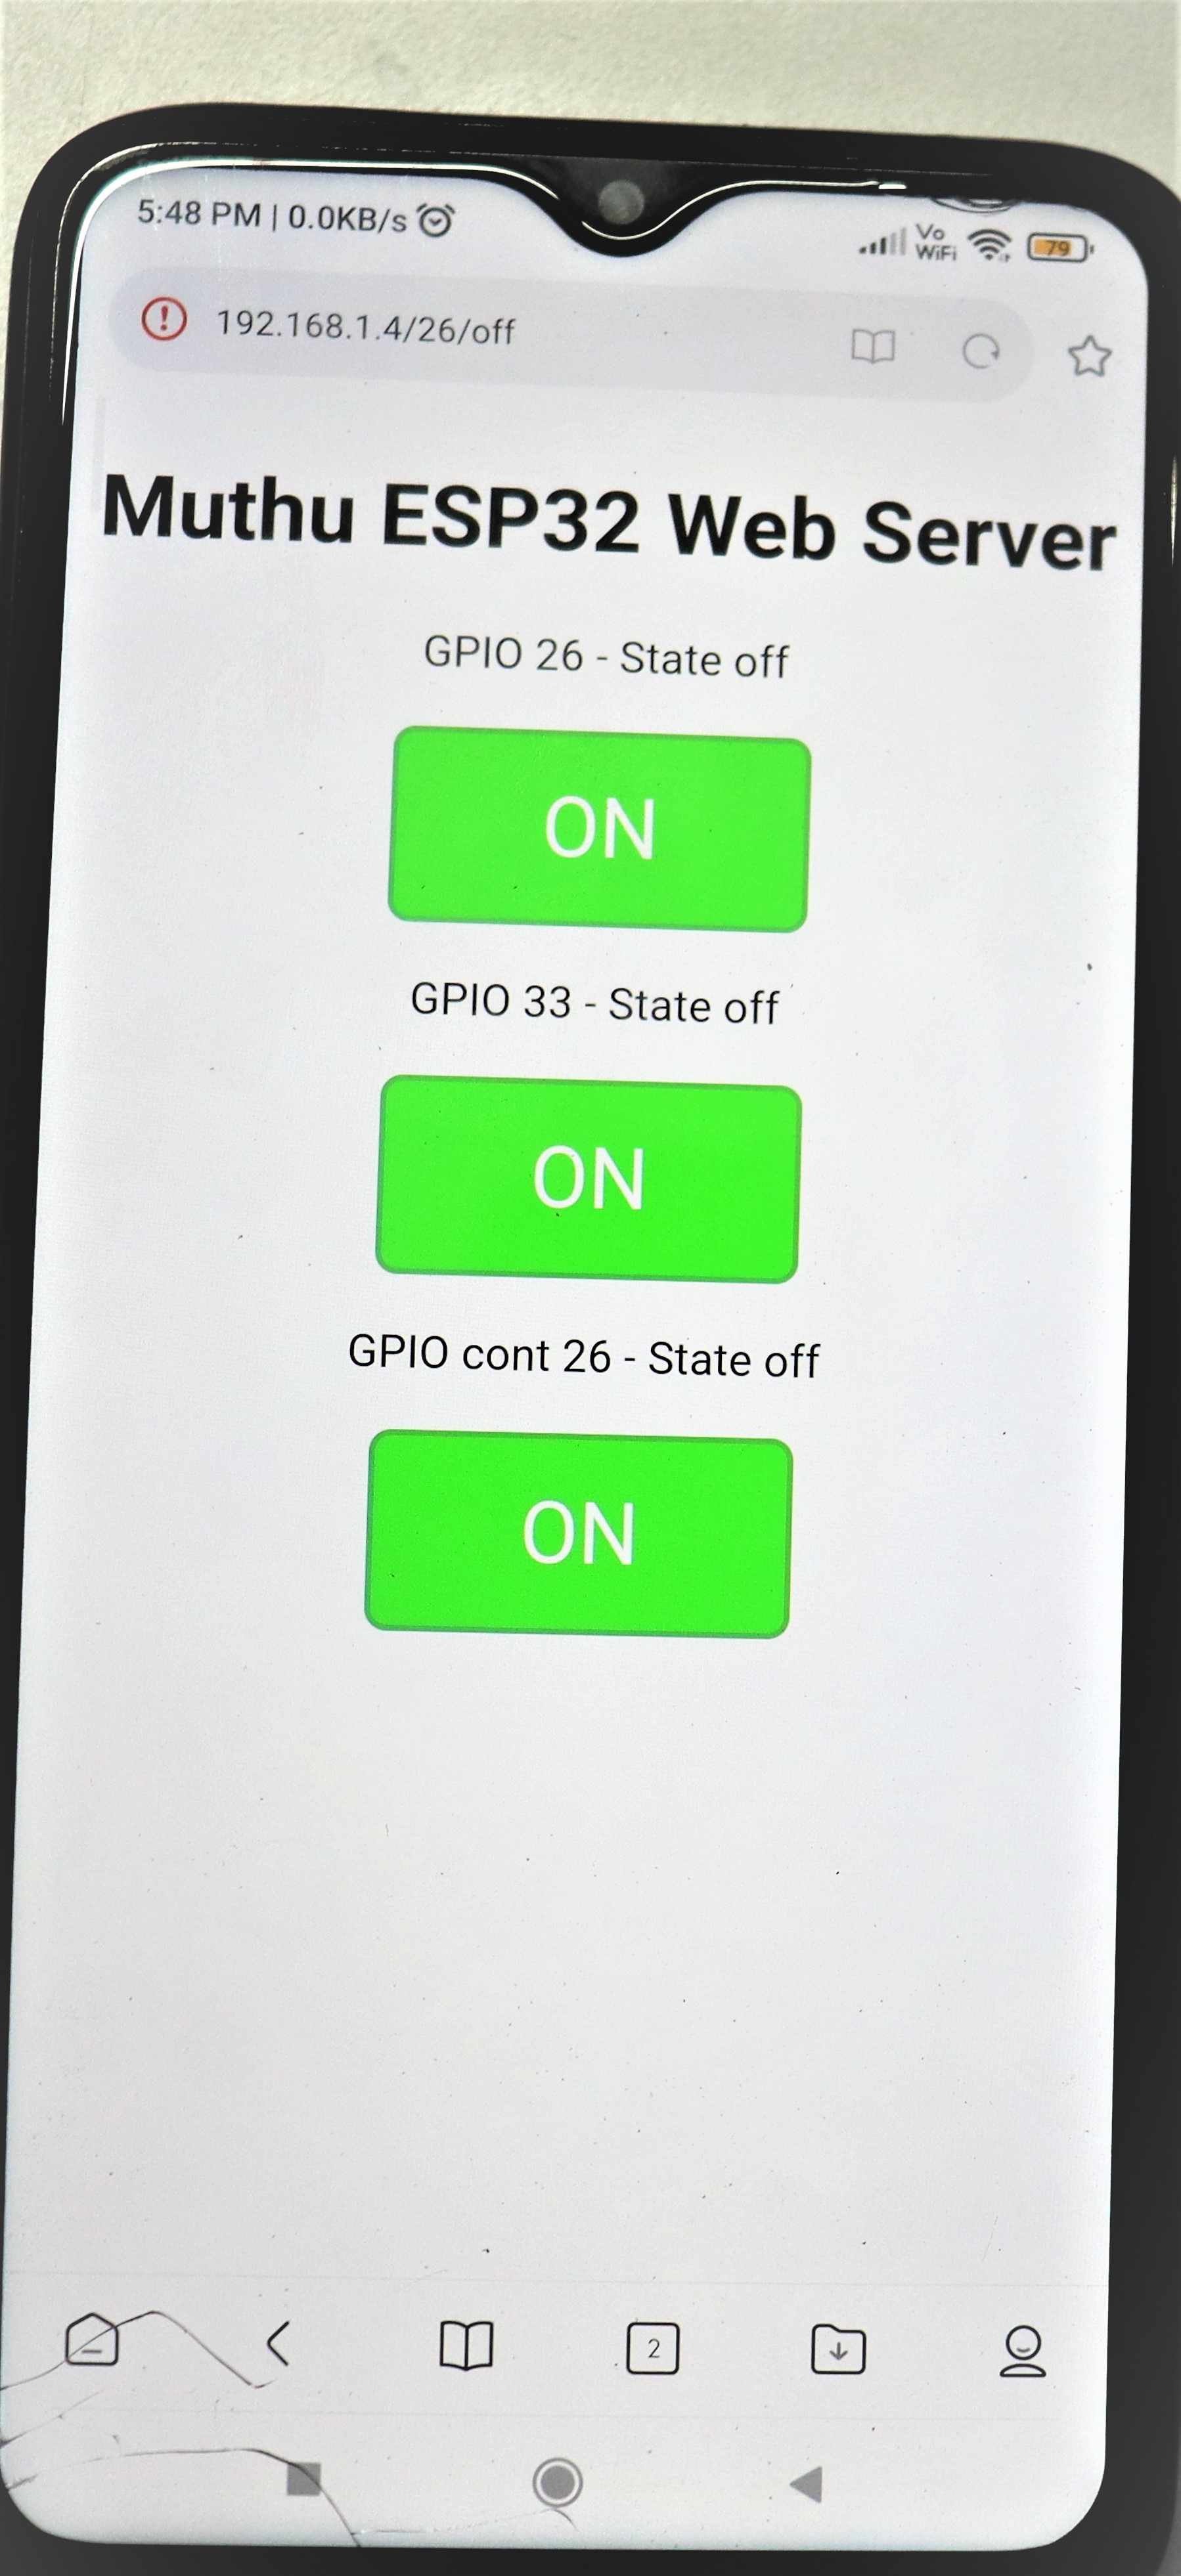 5:48 PM | 0.0KB/s
Vo
WiFi
79
192.168.1.4/26/off
Muthu ESP32 Web Server
GPIO 26 - State off
ON
GPIO 33 - State off
ON
GPIO cont 26 - State off
ON
2